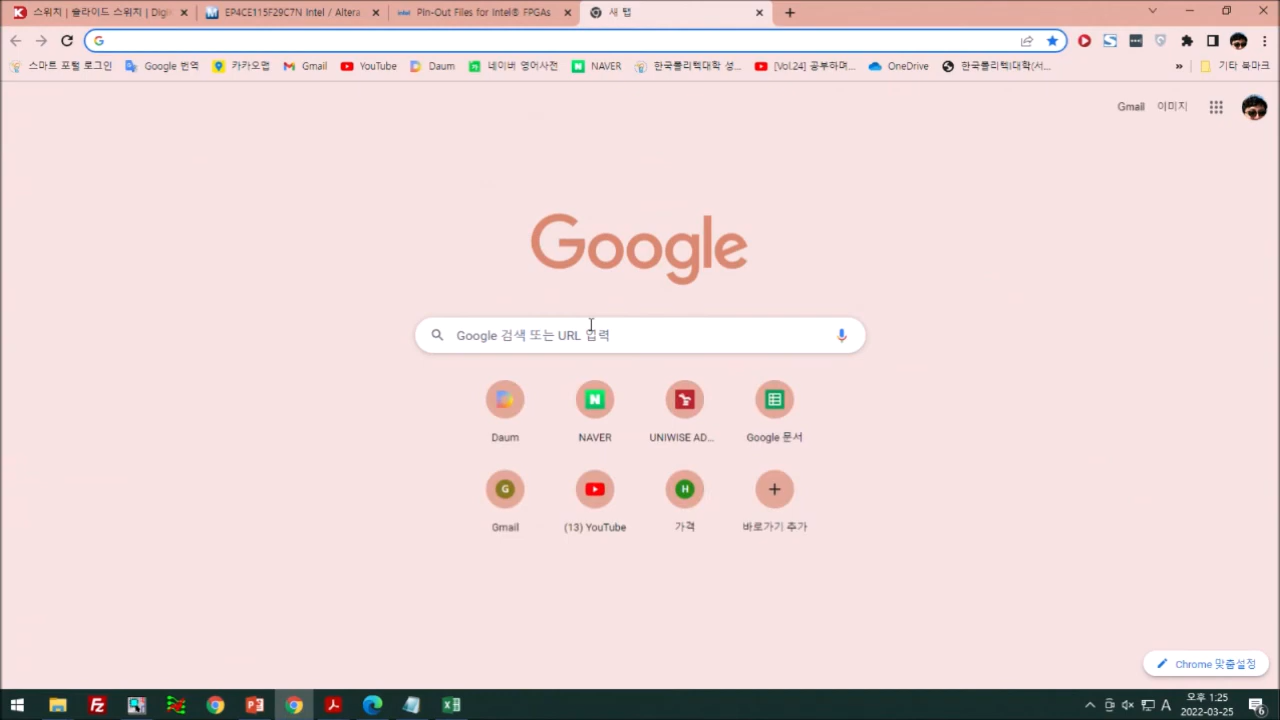 스위치 | 슬라이드 스위치 | Digi
EP4CE115F29C7N Intel / Altera
Pin-Out Files for Intel® FPGAs
새 탭
스마트 포털 로그인
Google 번역
카카오맵
Gmail
YouTube
Daum
네이버 영어사전
NAVER
한국폴리텍대학 성...
[Vol.24] 공부하며...
OneDrive
한국폴리텍I대학(서...
기타 북마크
Gmail
이미지
Google
Google 검색 또는 URL 입력
Daum
NAVER
UNIWISE AD...
Google 문서
Gmail
(13) YouTube
가격
바로가기 추가
Chrome 맞춤설정
오후 1:25
2022-03-25